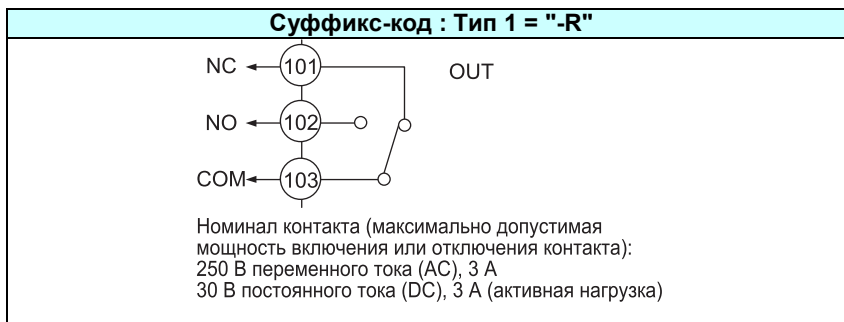 Суффикс-код : Тип 1 = "-R"
NC 101 OUT
NO 102
COM 103
Номинал контакта (максимально допустимая
мощность включения или отключения контакта):
250 В переменного тока (AC), 3 А
30 В постоянного тока (DC), 3 А (активная нагрузка)